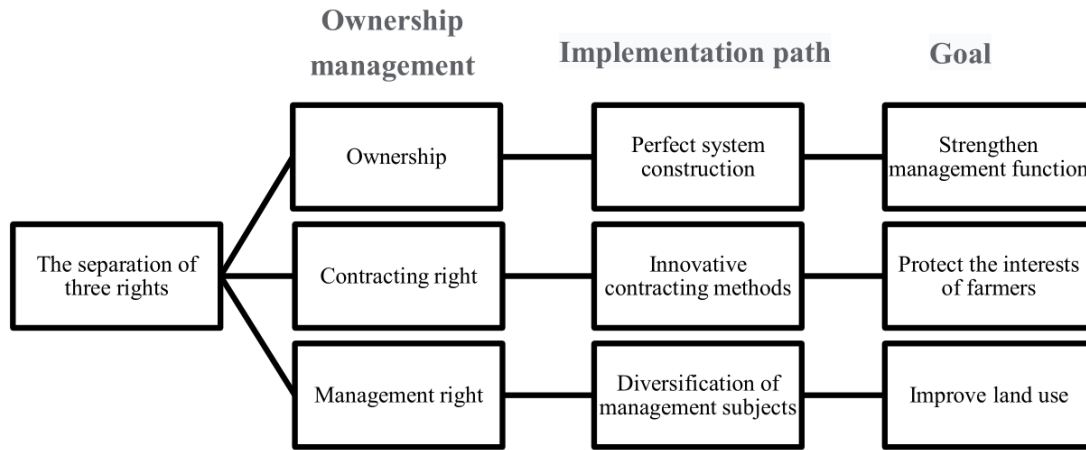 Ownership
management
Implementation path
Goal
Ownership
Perfect system
construction
Strengthen
management function
The separation of
three rights
Contracting right
Innovative
contracting methods
Protect the interests
of farmers
Management right
Diversification of
management subjects
Improve land use